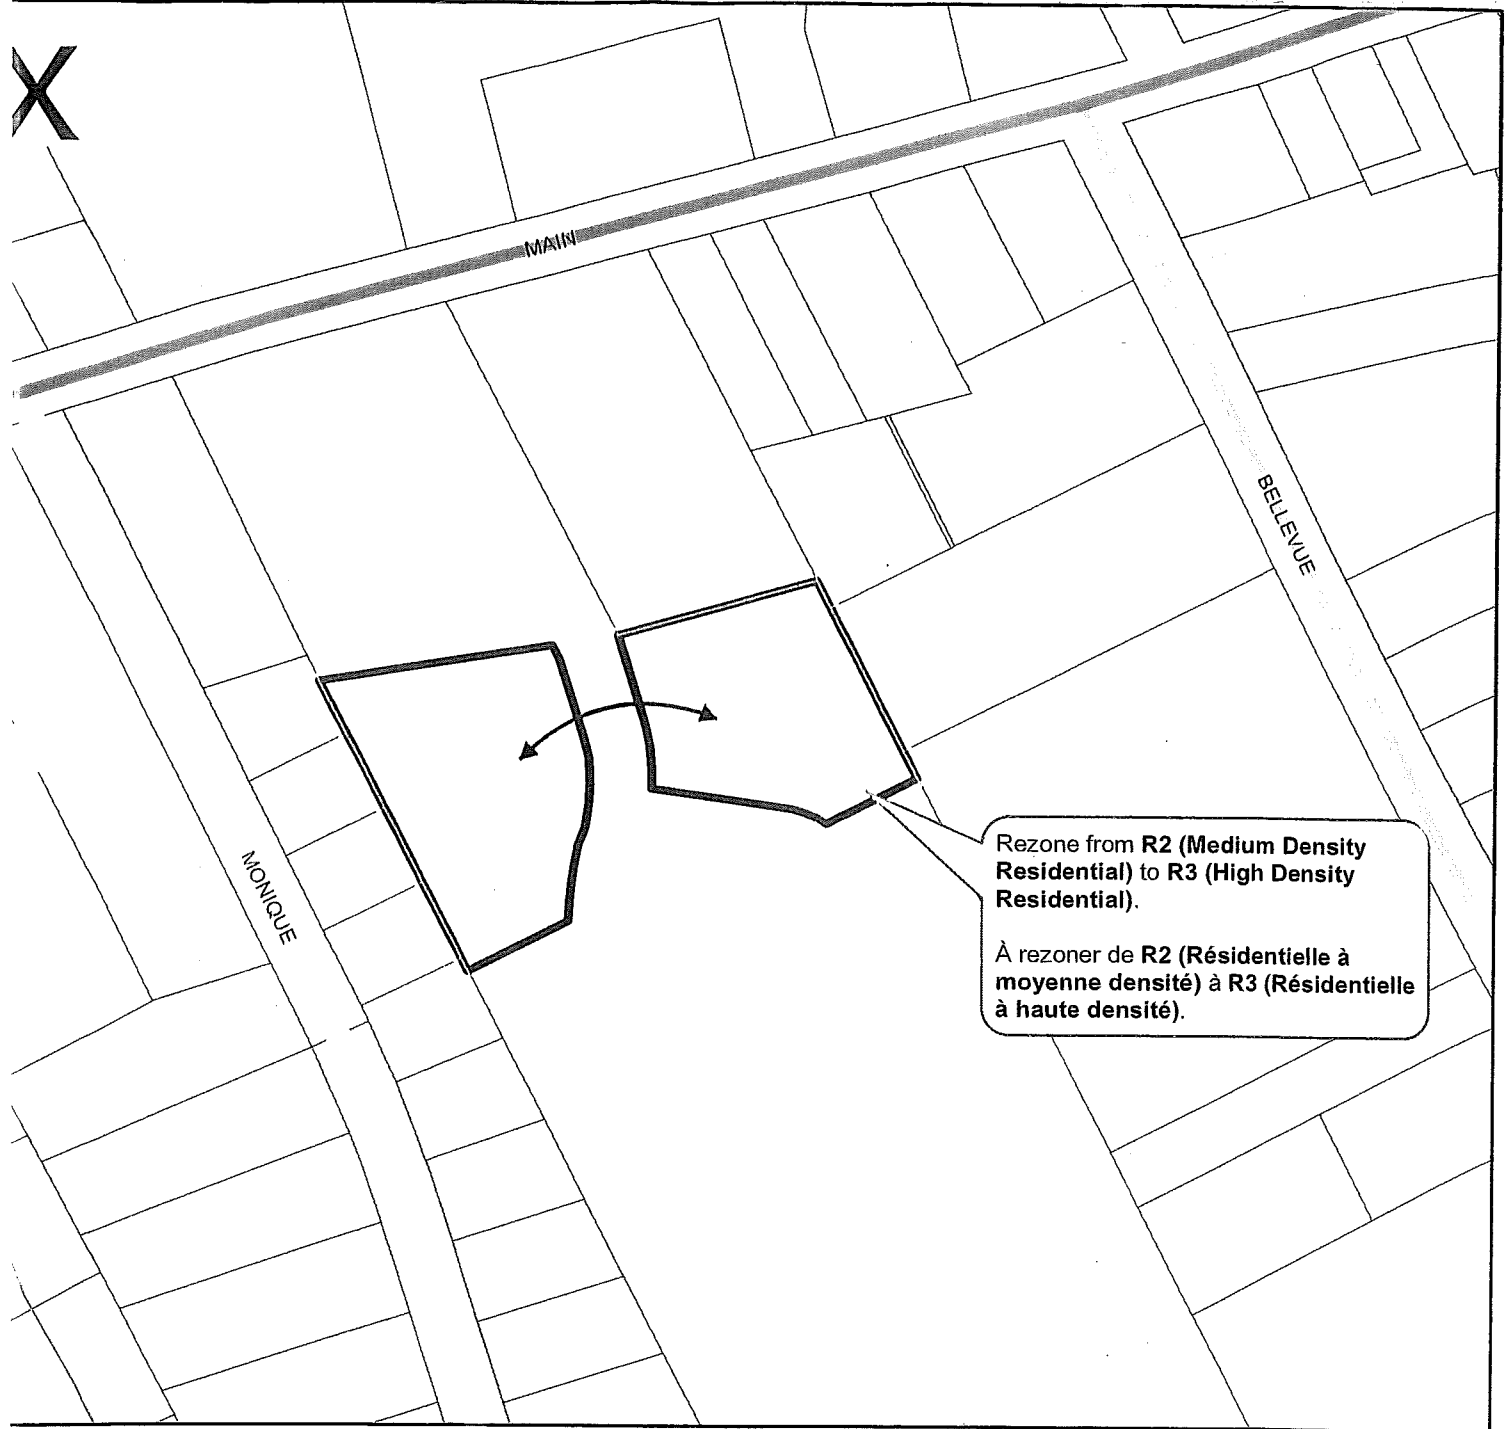 X
MAIN
BELLEVUE
MONIQUE
Rezone from R2 (Medium Density
Residential) to R3 (High Density
Residential).
À rezoner de R2 (Résidentielle à
moyenne densité) à R3 (Résidentielle
à haute densité).